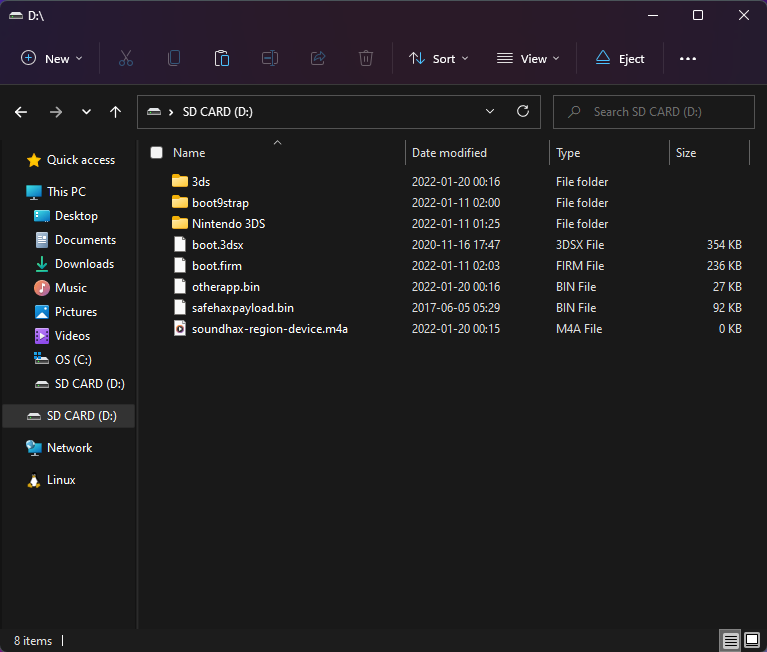 D:\
New Sort View Eject
SD CARD (D:) Search SD CARD (D:)
Quick access
This PC
Desktop
Documents
Downloads
Music
Pictures
Videos
OS (C:)
SD CARD (D:)
SD CARD (D:)
Network
Linux
Name Date modified Type Size
3ds 2022-01-20 00:16 File folder
boot9strap 2022-01-11 02:00 File folder
Nintendo 3DS 2022-01-11 01:25 File folder
boot.3dsx 2020-11-16 17:47 3DSX File 354 KB
boot.firm 2022-01-11 02:03 FIRM File 236 KB
otherapp.bin 2022-01-20 00:16 BIN File 27 KB
safehaxpayload.bin 2017-06-05 05:29 BIN File 92 KB
soundhax-region-device.m4a 2022-01-20 00:15 M4A File 0 KB
8 items